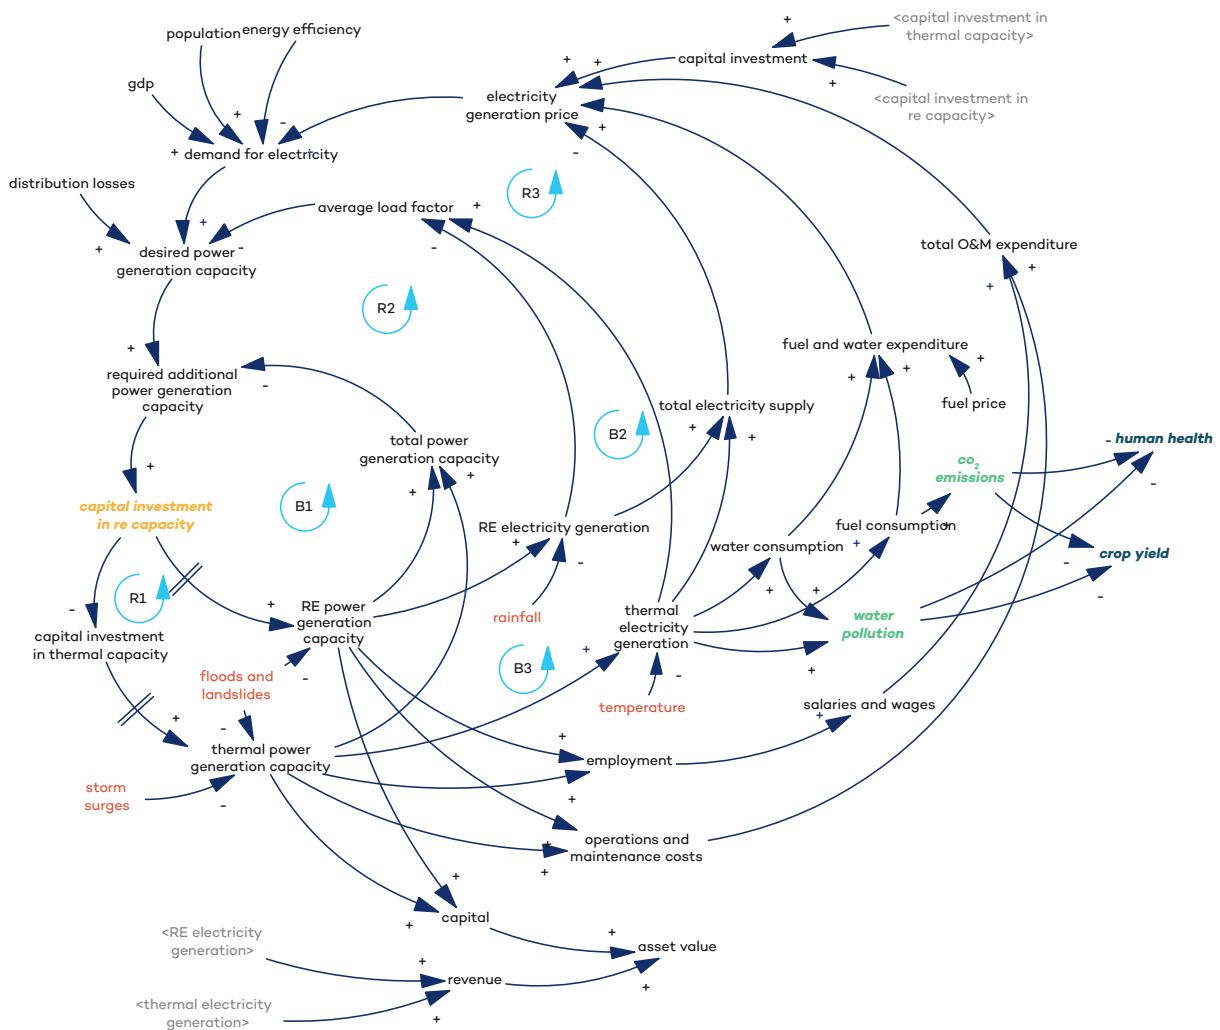 population
energy efficiency
gdp
demand for electricity
distribution losses
average load factor
desired power
generation capacity
required additional
power generation
capacity
capital investment
in re capacity
capital investment
in thermal capacity
floods and
landslides
thermal power
generation capacity
storm
surges
RE power
generation
capacity
total power
generation capacity
electricity
generation price
capital investment
<capital investment in
thermal capacity>
<capital investment in
re capacity>
total O&M expenditure
fuel and water expenditure
fuel price
total electricity supply
RE electricity generation
rainfall
water consumption
fuel consumption
thermal
electricity
generation
temperature
co2
emissions
water
pollution
human health
crop yield
salaries and wages
employment
operations and
maintenance costs
capital
asset value
revenue
<RE electricity
generation>
<thermal electricity
generation>
R1
R2
R3
B1
B2
B3